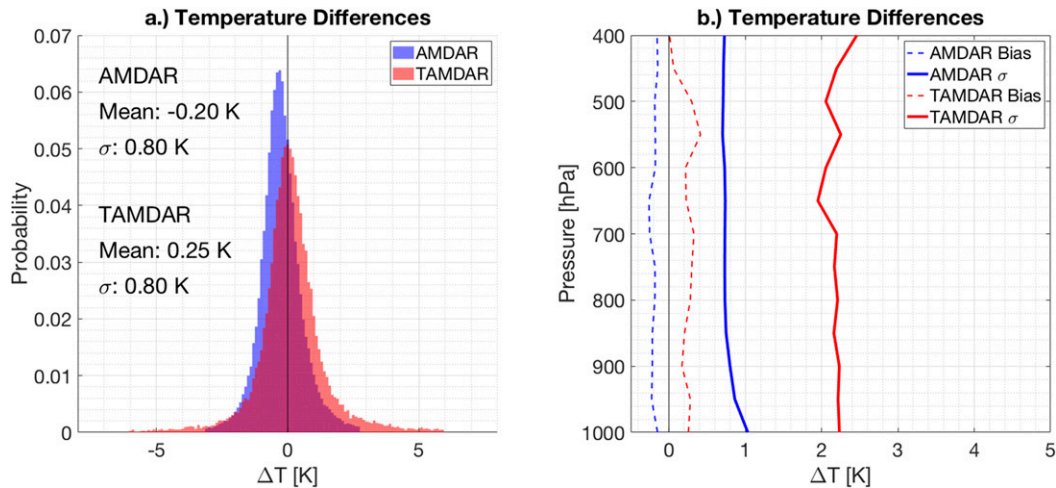 a.) Temperature Differences
0.07
0.06
0.05
0.04
0.03
0.02
0.01
0
Probability
AMDAR
Mean: -0.20 K
σ: 0.80 K
TAMDAR
Mean: 0.25 K
σ: 0.80 K
AMDAR
TAMDAR
-5
0
5
ΔT [K]
b.) Temperature Differences
400
500
600
700
800
900
1000
Pressure [hPa]
AMDAR Bias
AMDAR σ
TAMDAR Bias
TAMDAR σ
0
1
2
3
4
5
ΔT [K]